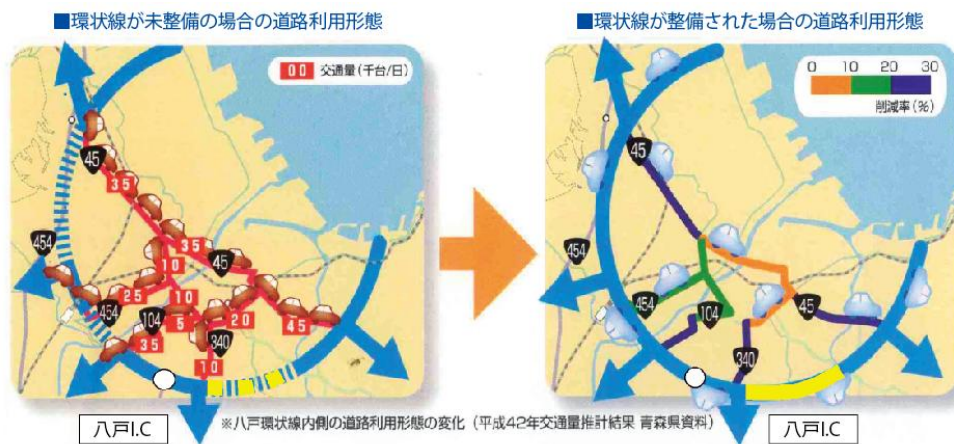 ■環状線が未整備の場合の道路利用形態
00 交通量(千台/日)
45
35
35
45
454
10
25
10
454
104
5
20
45
35
340
10
八戸I.C
■環状線が整備された場合の道路利用形態
0 10 20 30
削減率(%)
45
454
454
104
45
340
八戸I.C
※八戸環状線内側の道路利用形態の変化(平成42年交通量推計結果 青森県資料)